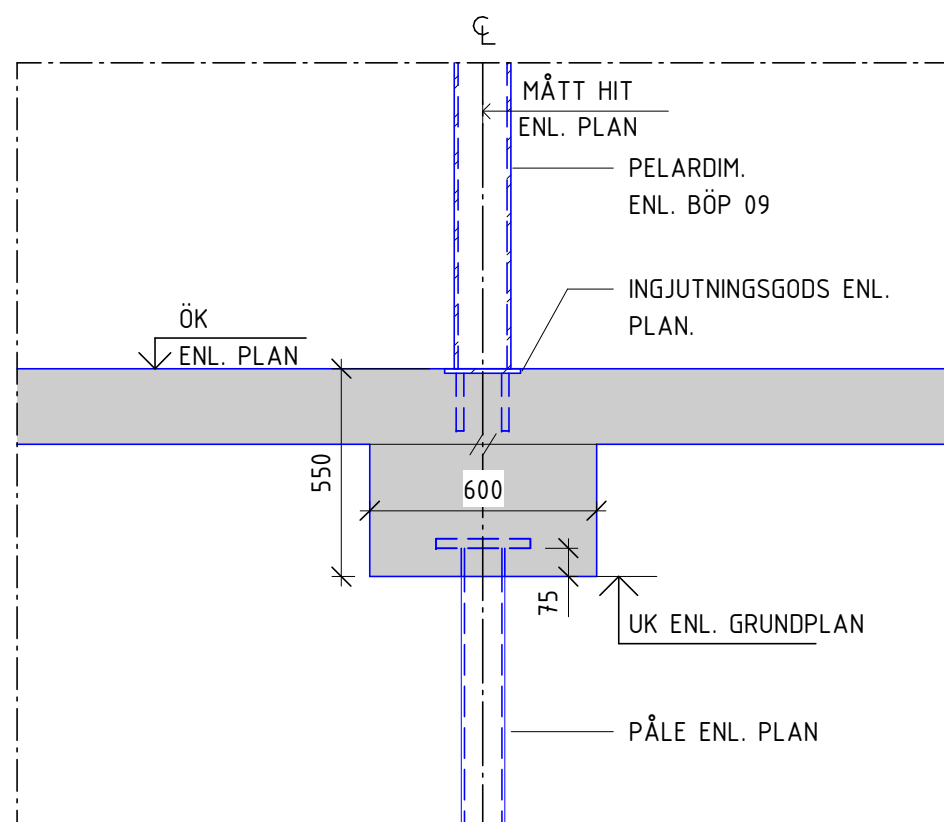 ℄
MÅTT HIT
ENL. PLAN
PELARDIM.
ENL. BÖP 09
INGJUTNINGSGODS ENL.
PLAN.
ÖK
ENL. PLAN
550
600
75
UK ENL. GRUNDPLAN
PÅLE ENL. PLAN